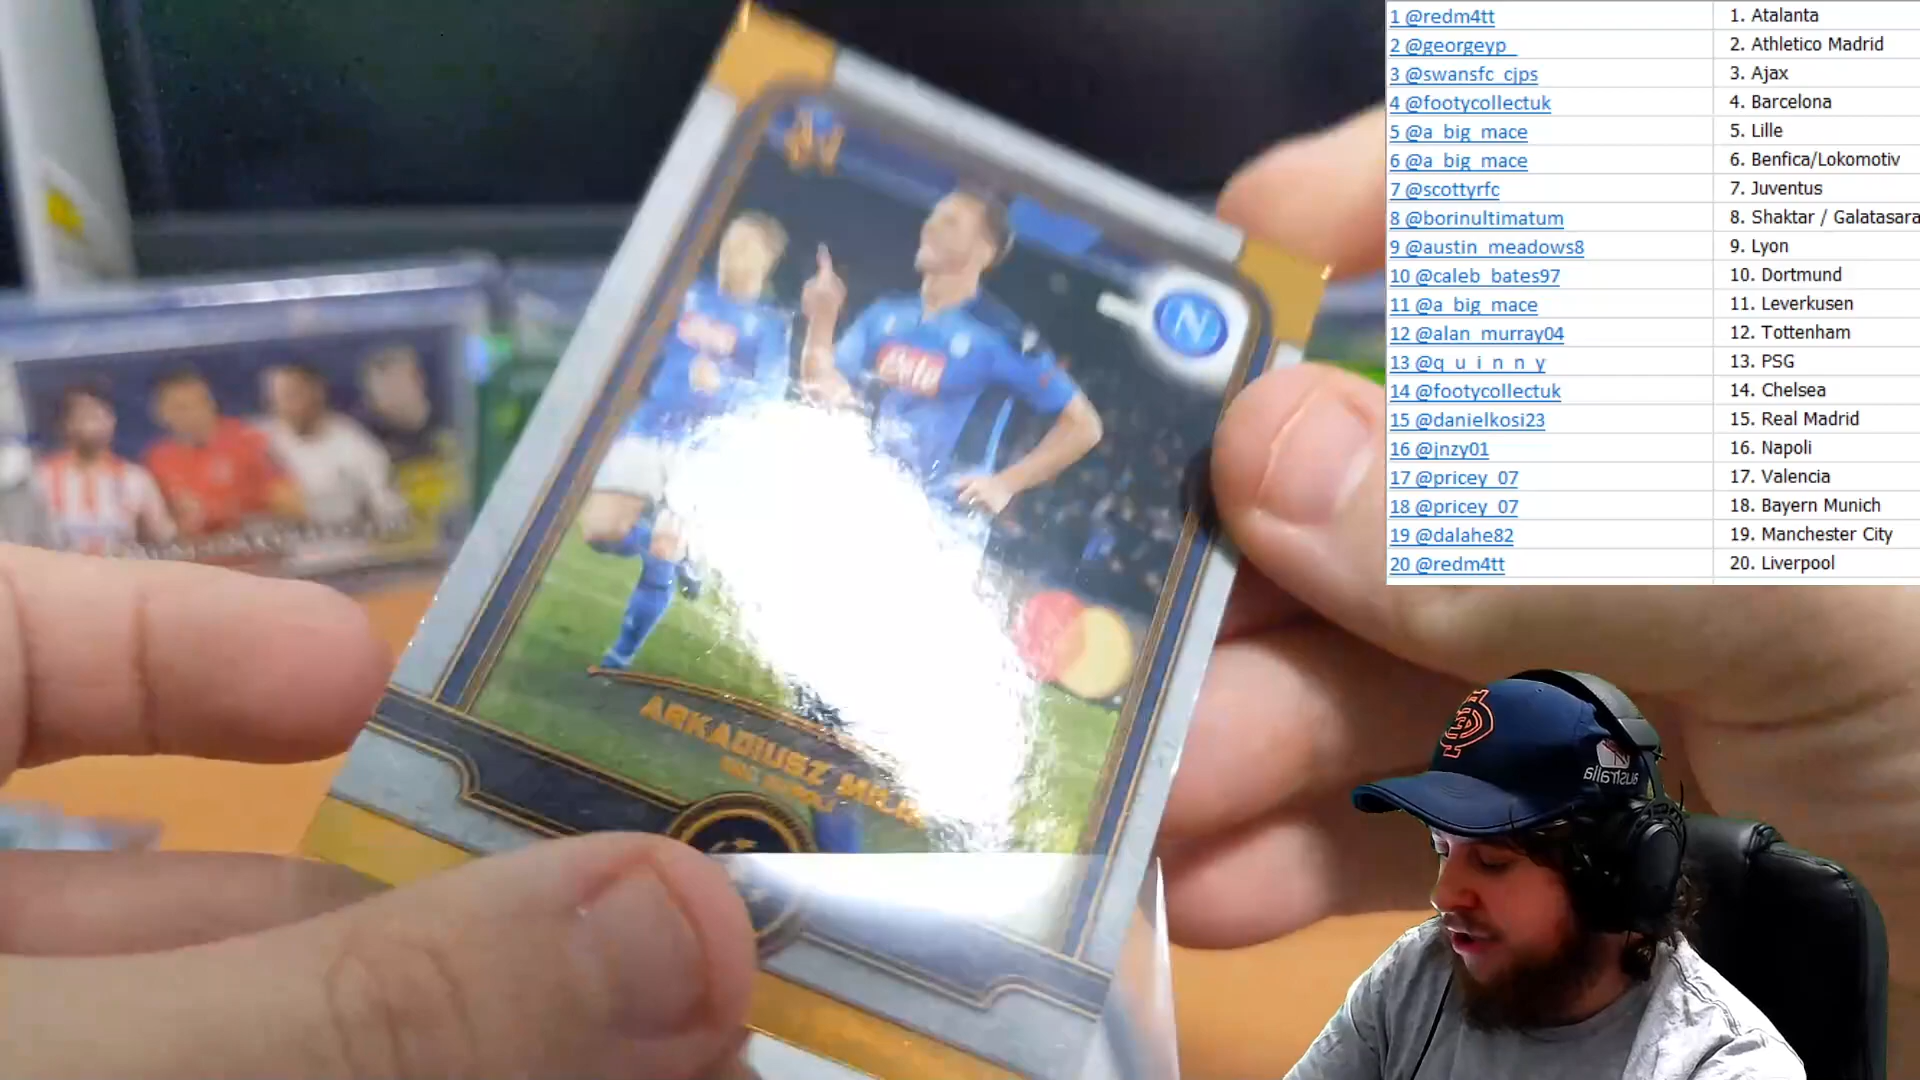 1 @redm4tt 1. Atalanta
2 @georgeyp_ 2. Athletico Madrid
3 @swansfc_cjps 3. Ajax
4 @footycollectuk 4. Barcelona
5 @a_big_mace 5. Lille
6 @a_big_mace 6. Benfica/Lokomotiv
7 @scottyrfc 7. Juventus
8 @borinultimatum 8. Shaktar / Galatasara
9 @austin_meadows8 9. Lyon
10 @caleb_bates97 10. Dortmund
11 @a_big_mace 11. Leverkusen
12 @alan_murray04 12. Tottenham
13 @q_u_i_n_n_y 13. PSG
14 @footycollectuk 14. Chelsea
15 @danielkosi23 15. Real Madrid
16 @jnzy01 16. Napoli
17 @pricey_07 17. Valencia
18 @pricey_07 18. Bayern Munich
19 @dalahe82 19. Manchester City
20 @redm4tt 20. Liverpool
N
ARKADIUSZ
australia